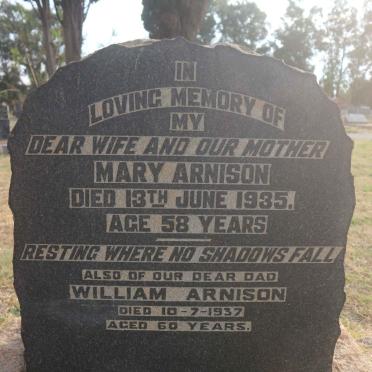 IN
LOVING MEMORY OF
MY
DEAR WIFE AND OUR MOTHER
MARY ARNISON
DIED 13TH JUNE 1935.
AGE 58 YEARS
RESTING WHERE NO SHADOWS FALL
ALSO OF OUR DEAR DAD
WILLIAM ARNISON
DIED 10-7-1937
AGED 60 YEARS.